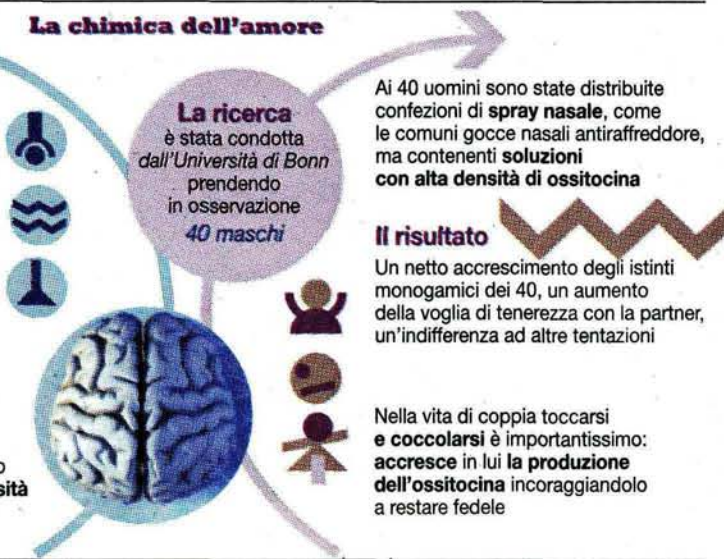 La chimica dell'amore
La ricerca
è stata condotta
dall'Università di Bonn
prendendo
in osservazione
40 maschi
Ai 40 uomini sono state distribuite
confezioni di spray nasale, come
le comuni gocce nasali antiraffreddore,
ma contenenti soluzioni
con alta densità di ossitocina
Il risultato
Un netto accrescimento degli istinti
monogamici dei 40, un aumento
della voglia di tenerezza con la partner,
un'indifferenza ad altre tentazioni
Nella vita di coppia toccarsi
e coccolarsi è importantissimo:
accresce in lui la produzione
dell'ossitocina incoraggiandolo
a restare fedele